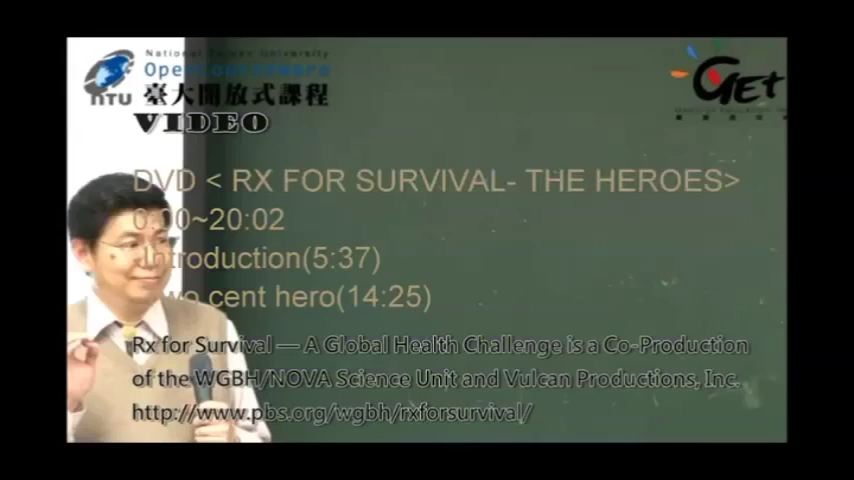 National Taiwan University
OpenCourseWare
NTU 臺大開放式課程
GET
VIDEO
DVD < RX FOR SURVIVAL- THE HEROES>
0:00~20:02
Introduction(5:37)
Two cent hero(14:25)
Rx for Survival — A Global Health Challenge is a Co-Production
of the WGBH/NOVA Science Unit and Vulcan Productions, Inc.
http://www.pbs.org/wgbh/rxforsurvival/